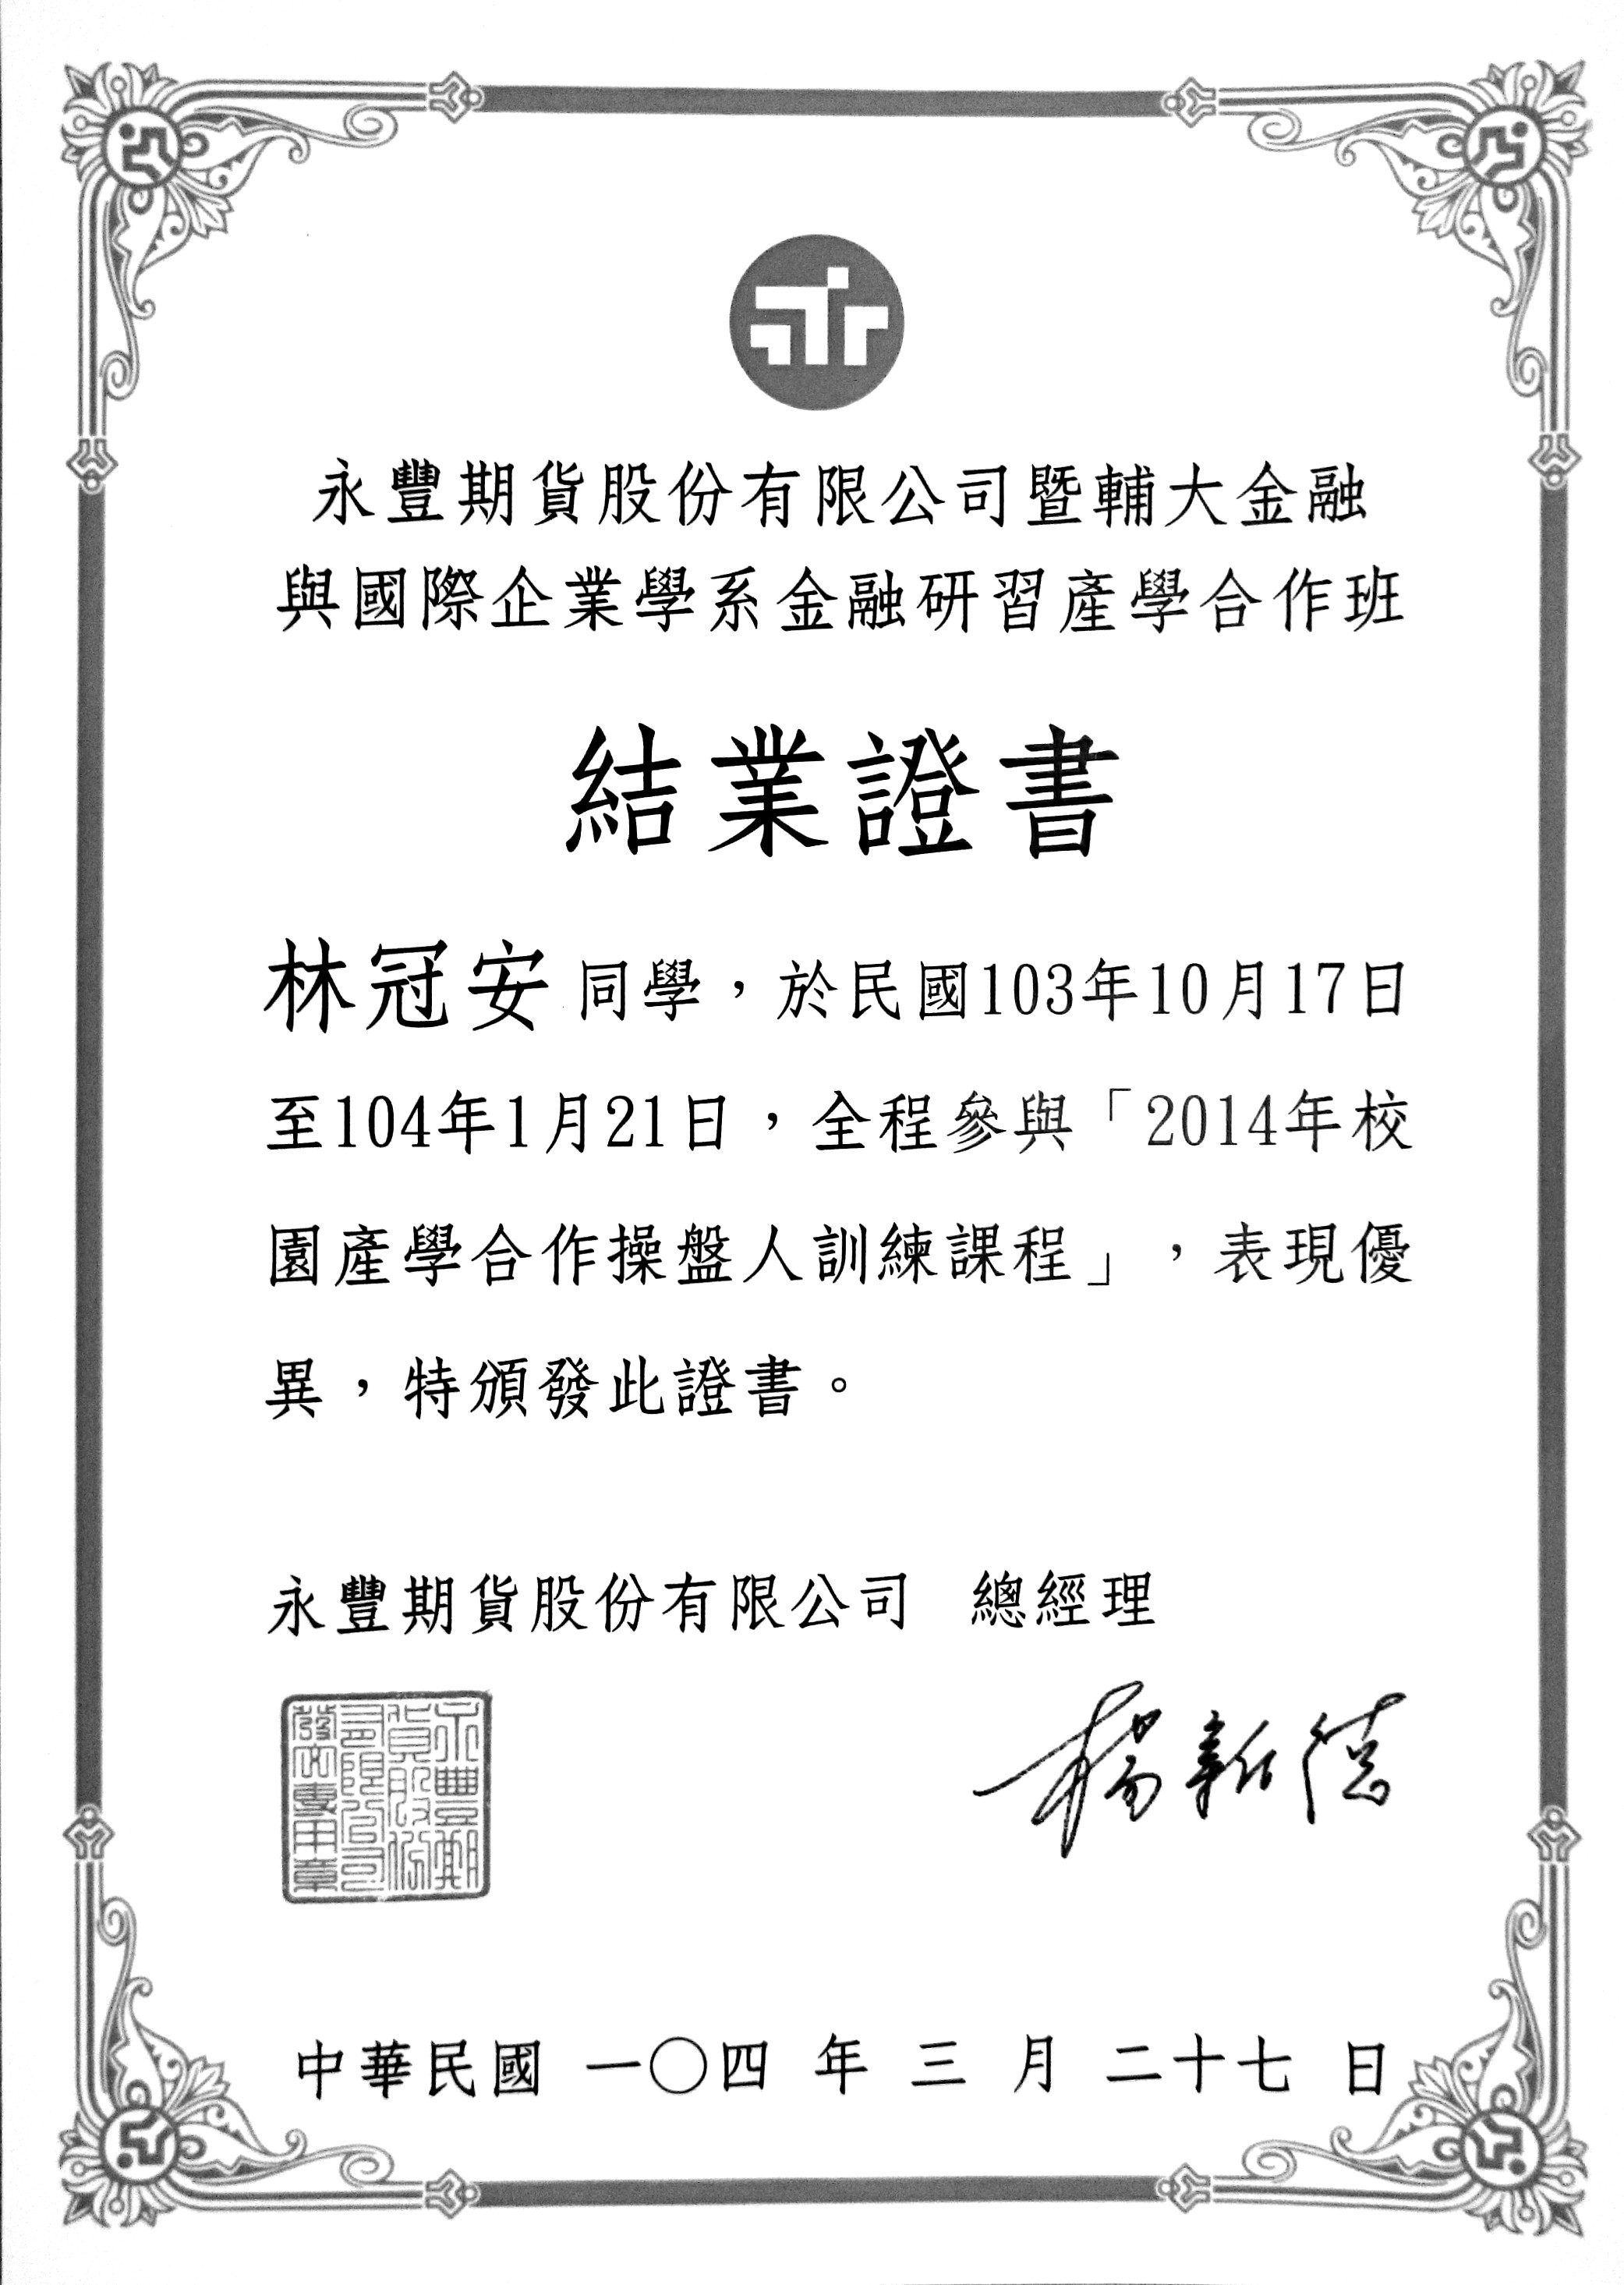 永豐期貨股份有限公司暨輔大金融
與國際企業學系金融研習產學合作班
結業證書
林冠安同學，於民國103年10月17日
至104年1月21日，全程參與「2014年校
園產學合作操盤人訓練課程」，表現優
異，特頒發此證書。
永豐期貨股份有限公司 總經理
永豐期
貨股份
有限公司
發文專用章
楊新德
中華民國 一〇四 年 三 月 二十七 日